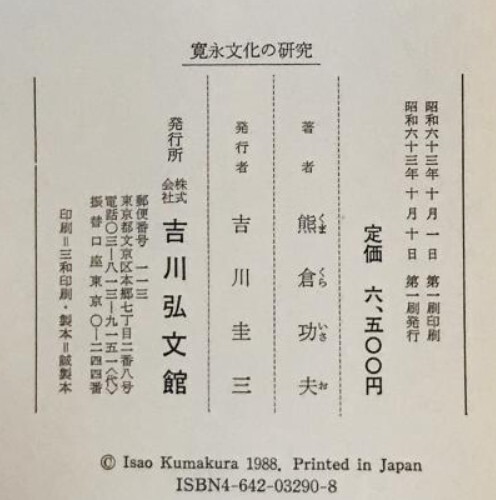 寛永文化の研究
昭和六十三年十月一日 第一刷印刷
昭和六十三年十月十日 第一刷発行
定価 六、五〇〇円
著者 熊倉功夫
くま くら いさ お
発行者 吉川圭三
発行所 株式会社 吉川弘文館
郵便番号 一一三
東京都文京区本郷七丁目二番八号
電話〇三―八一三―九一五一〈代〉
振替口座東京〇―二四四番
印刷=三和印刷・製本=誠製本
© Isao Kumakura 1988. Printed in Japan
ISBN4-642-03290-8